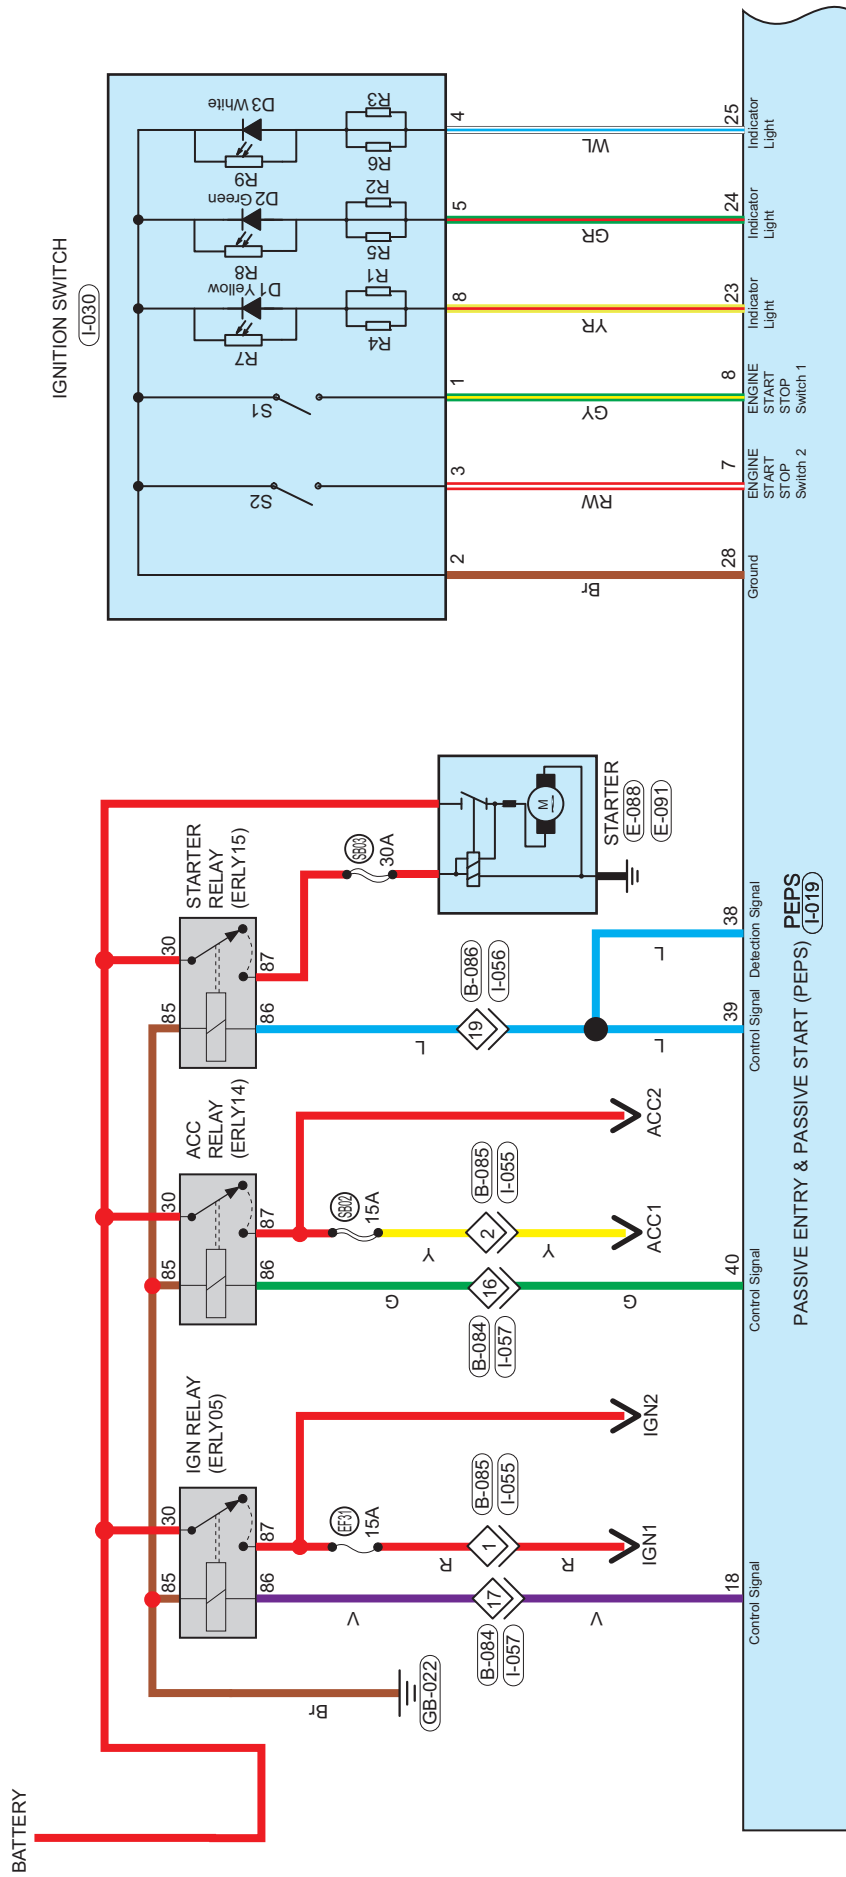 BATTERY
IGN RELAY
(ERLY05)
85
30
86
87
ACC
RELAY
(ERLY14)
85
30
86
87
STARTER
RELAY
(ERLY15)
85
30
86
87
Br
GB-022
EF31
15A
SB02
15A
SB03
30A
V
17
B-084
I-057
V
R
1
B-085
I-055
R
IGN1
IGN2
G
16
B-084
I-057
G
Y
2
B-085
I-055
Y
ACC1
ACC2
L
19
B-086
I-056
L
L
M
STARTER
E-088
E-091
IGNITION SWITCH
I-030
S2
S1
R7
D1Yellow
R4
R1
R8
D2 Green
R5
R2
R9
D3 White
R6
R3
2
3
1
8
5
4
Br
RW
GY
YR
GR
WL
18
Control Signal
40
Control Signal
39
Control Signal
38
Detection Signal
28
Ground
7
ENGINE
START
STOP
Switch 2
8
ENGINE
START
STOP
Switch 1
23
Indicator
Light
24
Indicator
Light
25
Indicator
Light
PASSIVE ENTRY & PASSIVE START (PEPS)
PEPS
I-019